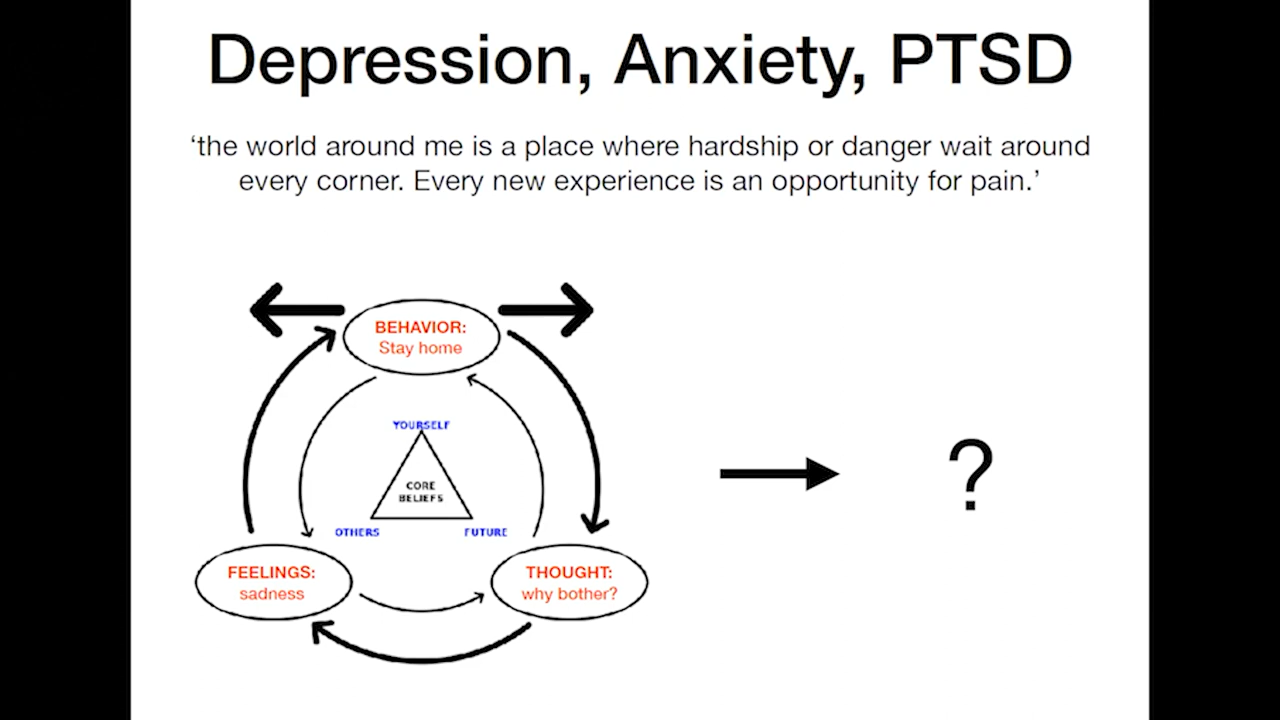 Depression, Anxiety, PTSD
‘the world around me is a place where hardship or danger wait around
every corner. Every new experience is an opportunity for pain.’
BEHAVIOR:
Stay home
YOURSELF
CORE
BELIEFS
OTHERS
FUTURE
FEELINGS:
sadness
THOUGHT:
why bother?
?